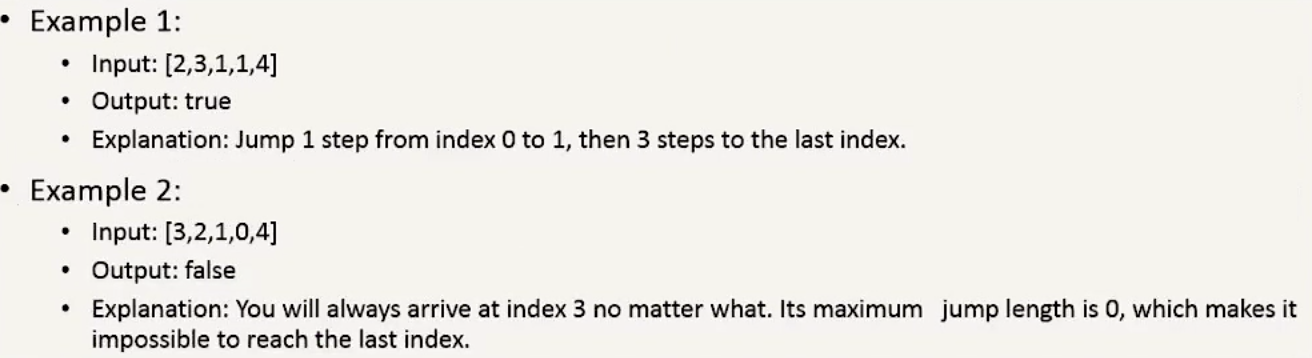 • Example 1:
• Input: [2,3,1,1,4]
• Output: true
• Explanation: Jump 1 step from index 0 to 1, then 3 steps to the last index.
• Example 2:
• Input: [3,2,1,0,4]
• Output: false
• Explanation: You will always arrive at index 3 no matter what. Its maximum jump length is 0, which makes it
impossible to reach the last index.